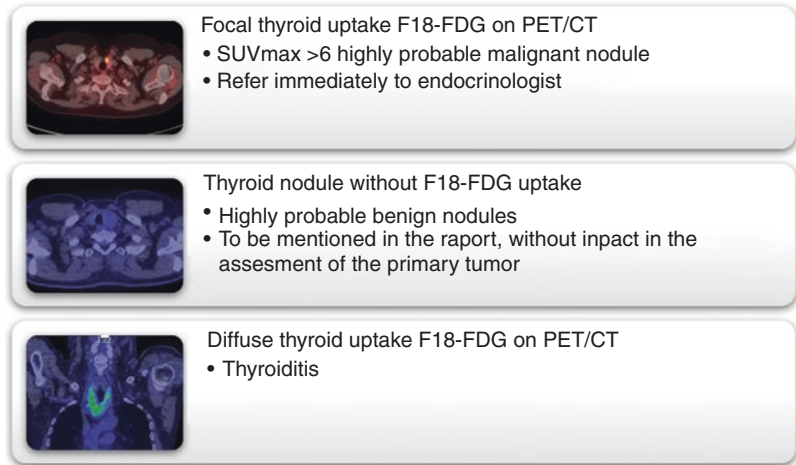 Focal thyroid uptake F18-FDG on PET/CT
• SUVmax >6 highly probable malignant nodule
• Refer immediately to endocrinologist
Thyroid nodule without F18-FDG uptake
• Highly probable benign nodules
• To be mentioned in the raport, without inpact in the
assesment of the primary tumor
Diffuse thyroid uptake F18-FDG on PET/CT
• Thyroiditis